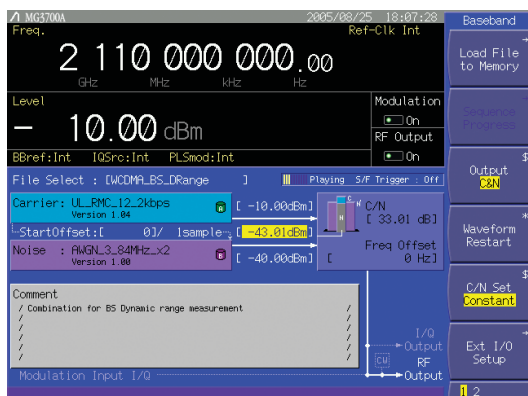 MG3700A 2005/08/25 18:07:28 Baseband
Freq. Ref-Clk Int
2 110 000 000.00
GHz MHz kHz Hz
Load File to Memory
Level
- 10.00 dBm
Modulation
On
RF Output
On
Sequence Progress
BBref:Int IQSrc:Int PLSmod:Int
File Select : [WCDMA_BS_DRange ] Playing S/F Trigger : Off
Output
C&N
Carrier: UL_RMC_12_2kbps
Version 1.04
A
[ -10.00dBm]
C
N
N
C/N
[ 33.01 dB]
StartOffset:[ 0]/ 1sample
[ -43.01dBm]
Waveform Restart
Noise : AWGN_3_84MHz_x2
Version 1.00
B
[ -40.00dBm]
Freq Offset
[ 0 Hz]
C/N Set
Constant
Comment
/ Combination for BS Dynamic range measurement /
/ /
/ /
/ /
/ /
/ /
I/Q
Output
CW
RF
Output
Modulation Input I/Q
Ext I/O Setup
1 2